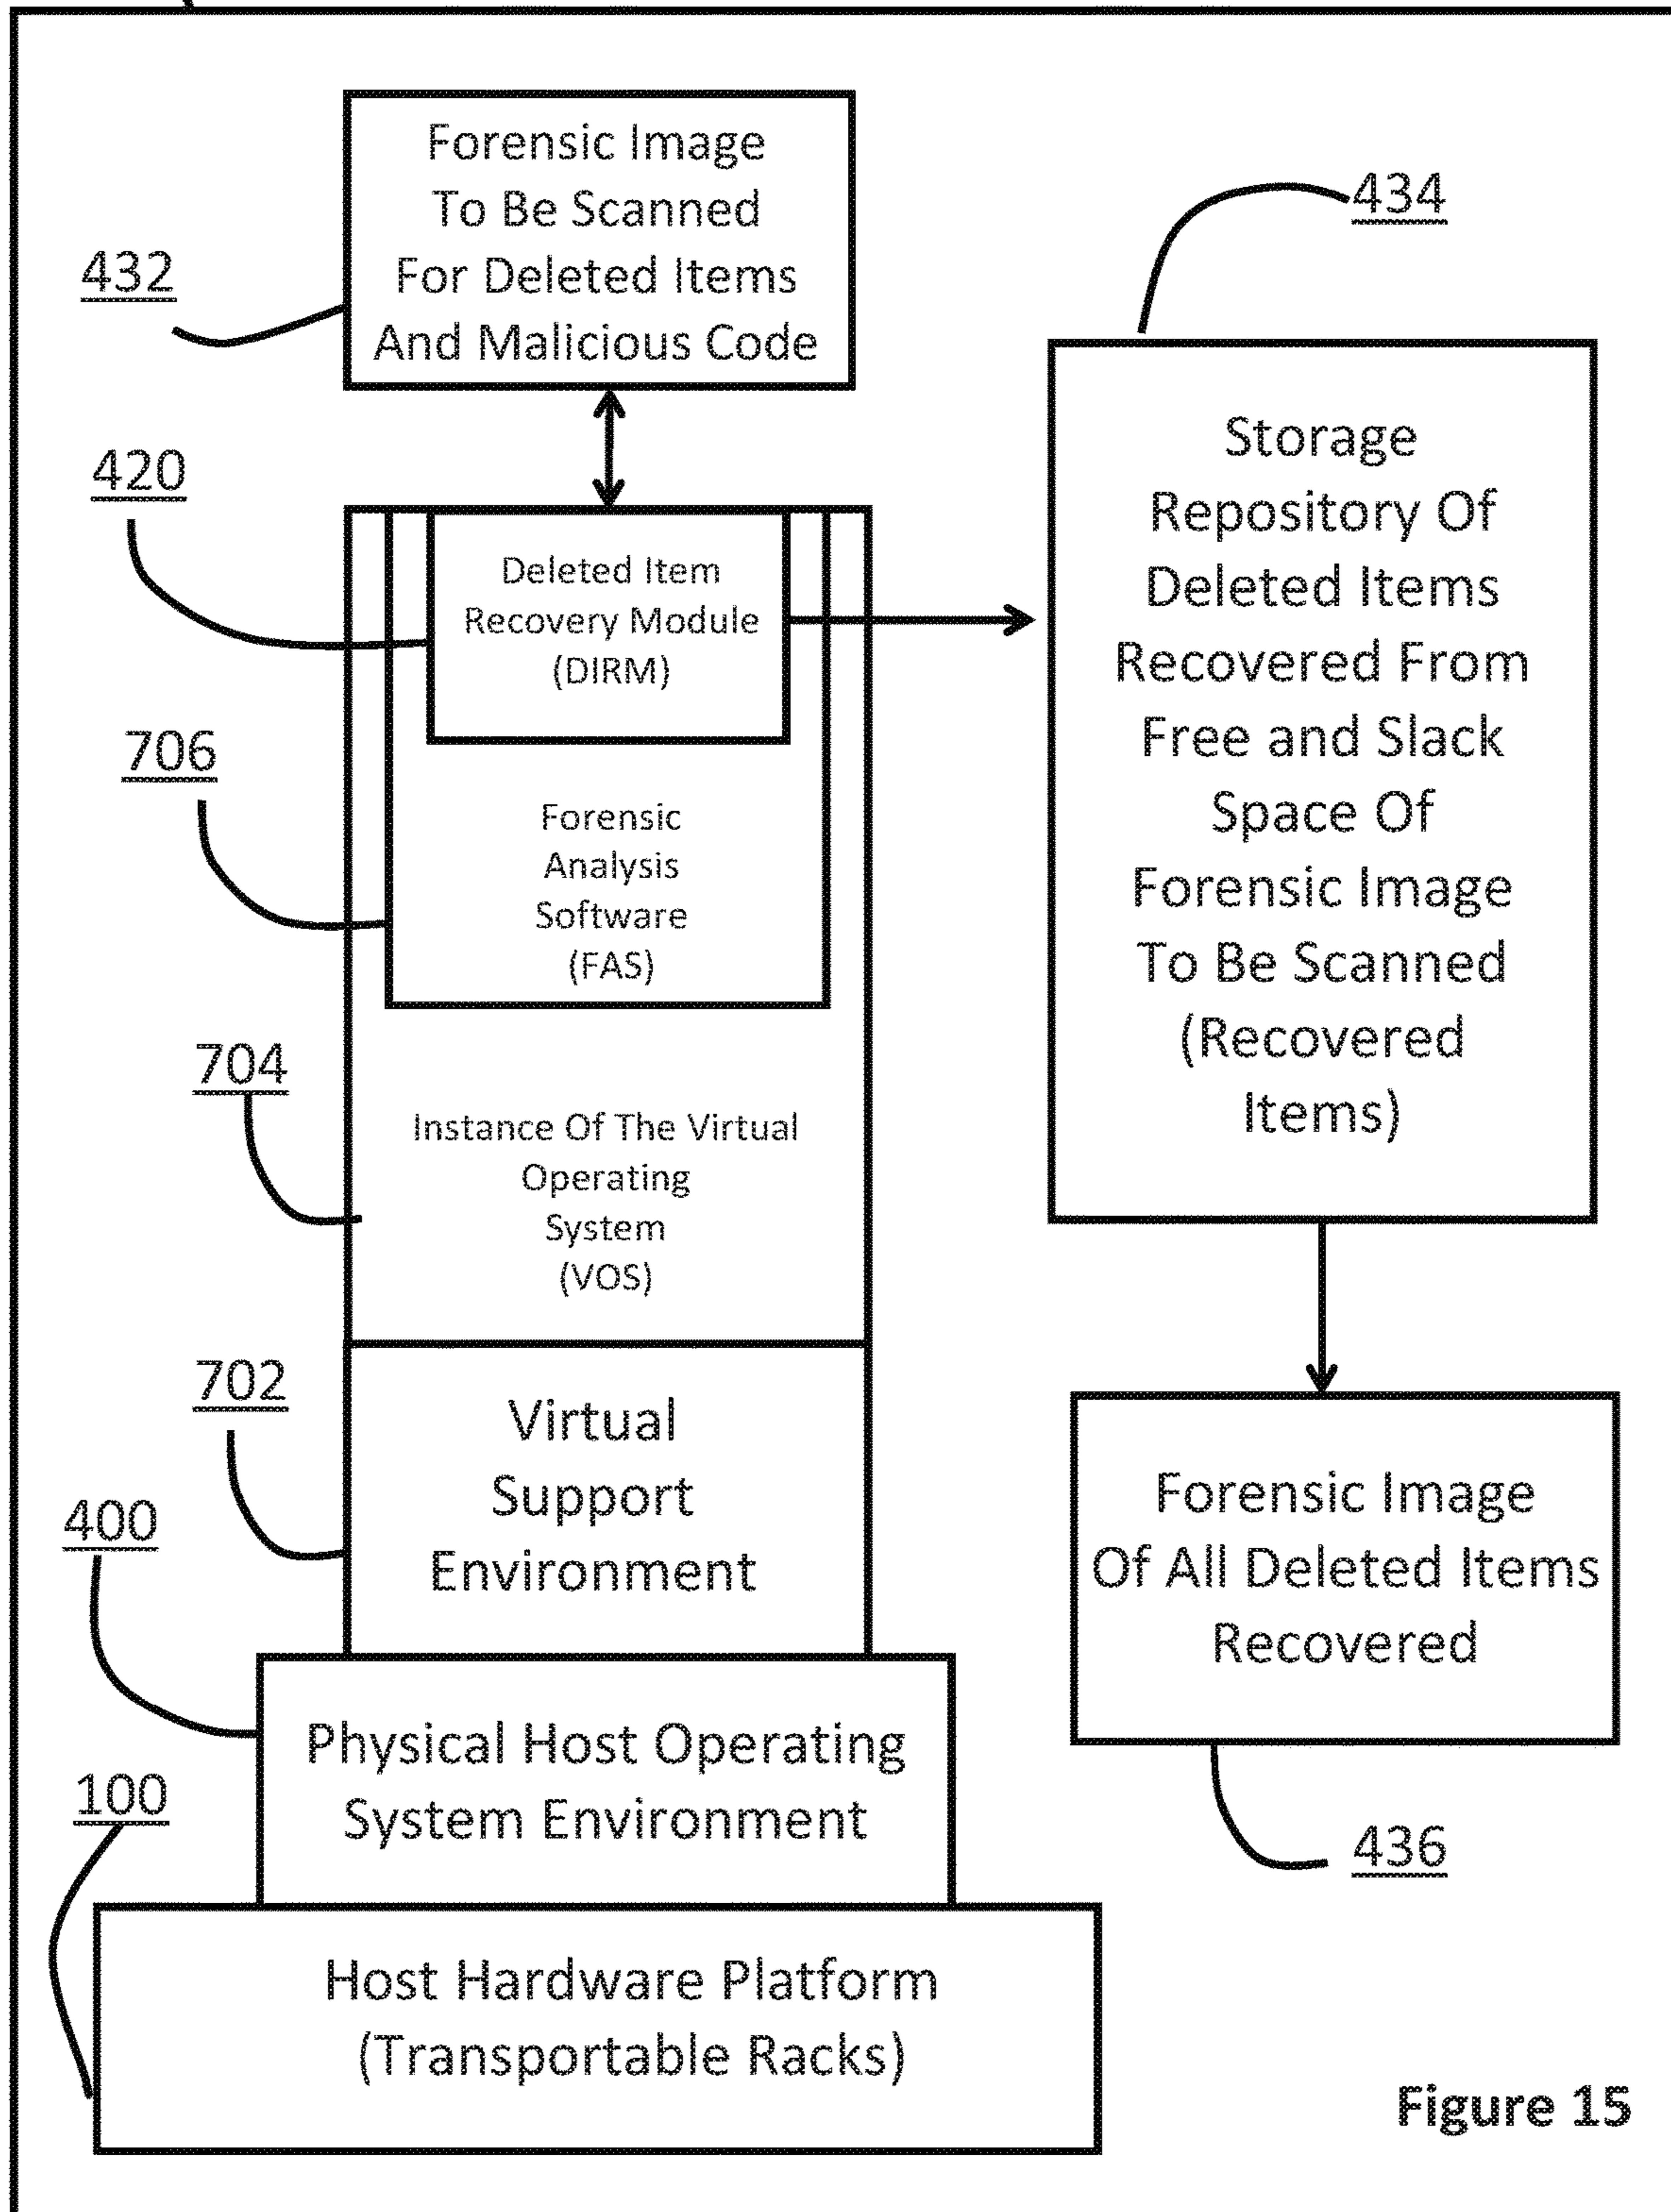 Forensic Image
To Be Scanned
For Deleted Items
And Malicious Code
432
434
420
Deleted Item
Recovery Module
(DIRM)
Storage
Repository Of
Deleted Items
Recovered From
Free and Slack
Space Of
Forensic Image
To Be Scanned
(Recovered
Items)
706
Forensic
Analysis
Software
(FAS)
704
Instance Of The Virtual
Operating
System
(VOS)
702
Virtual
Support
Environment
Forensic Image
Of All Deleted Items
Recovered
400
Physical Host Operating
System Environment
436
100
Host Hardware Platform
(Transportable Racks)
Figure 15